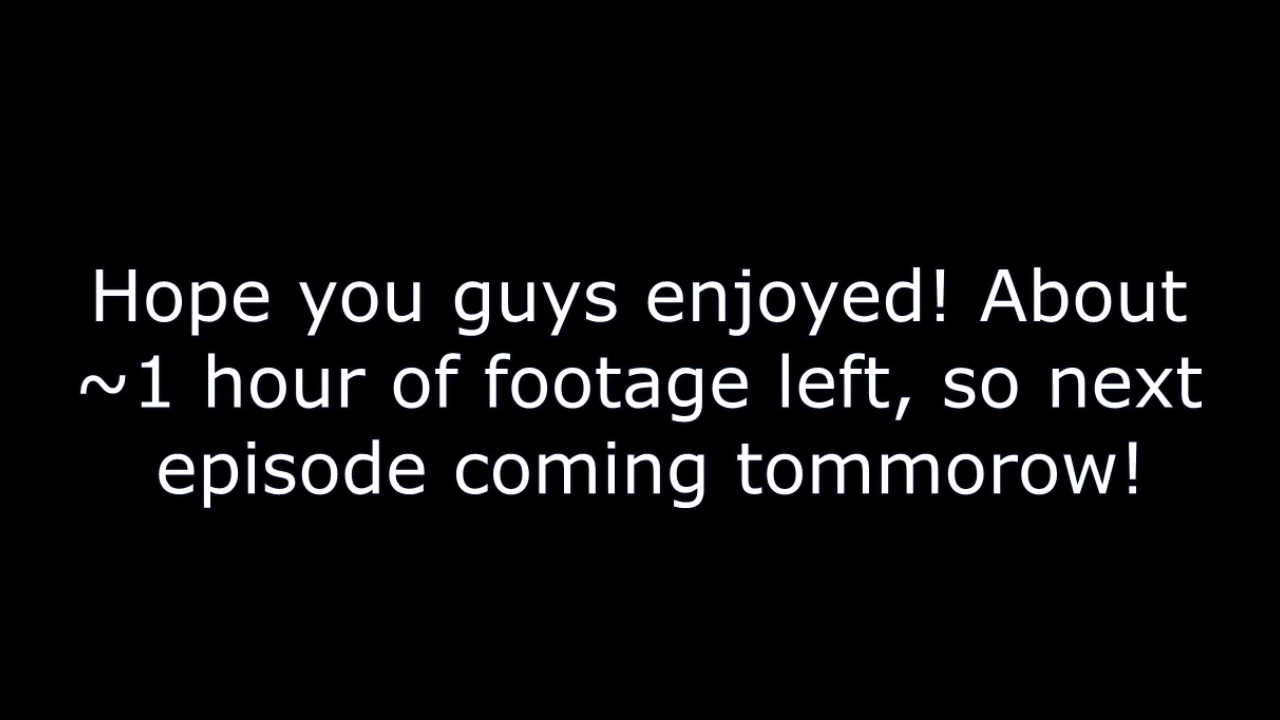 Hope you guys enjoyed! About
~1 hour of footage left, so next
episode coming tommorow!